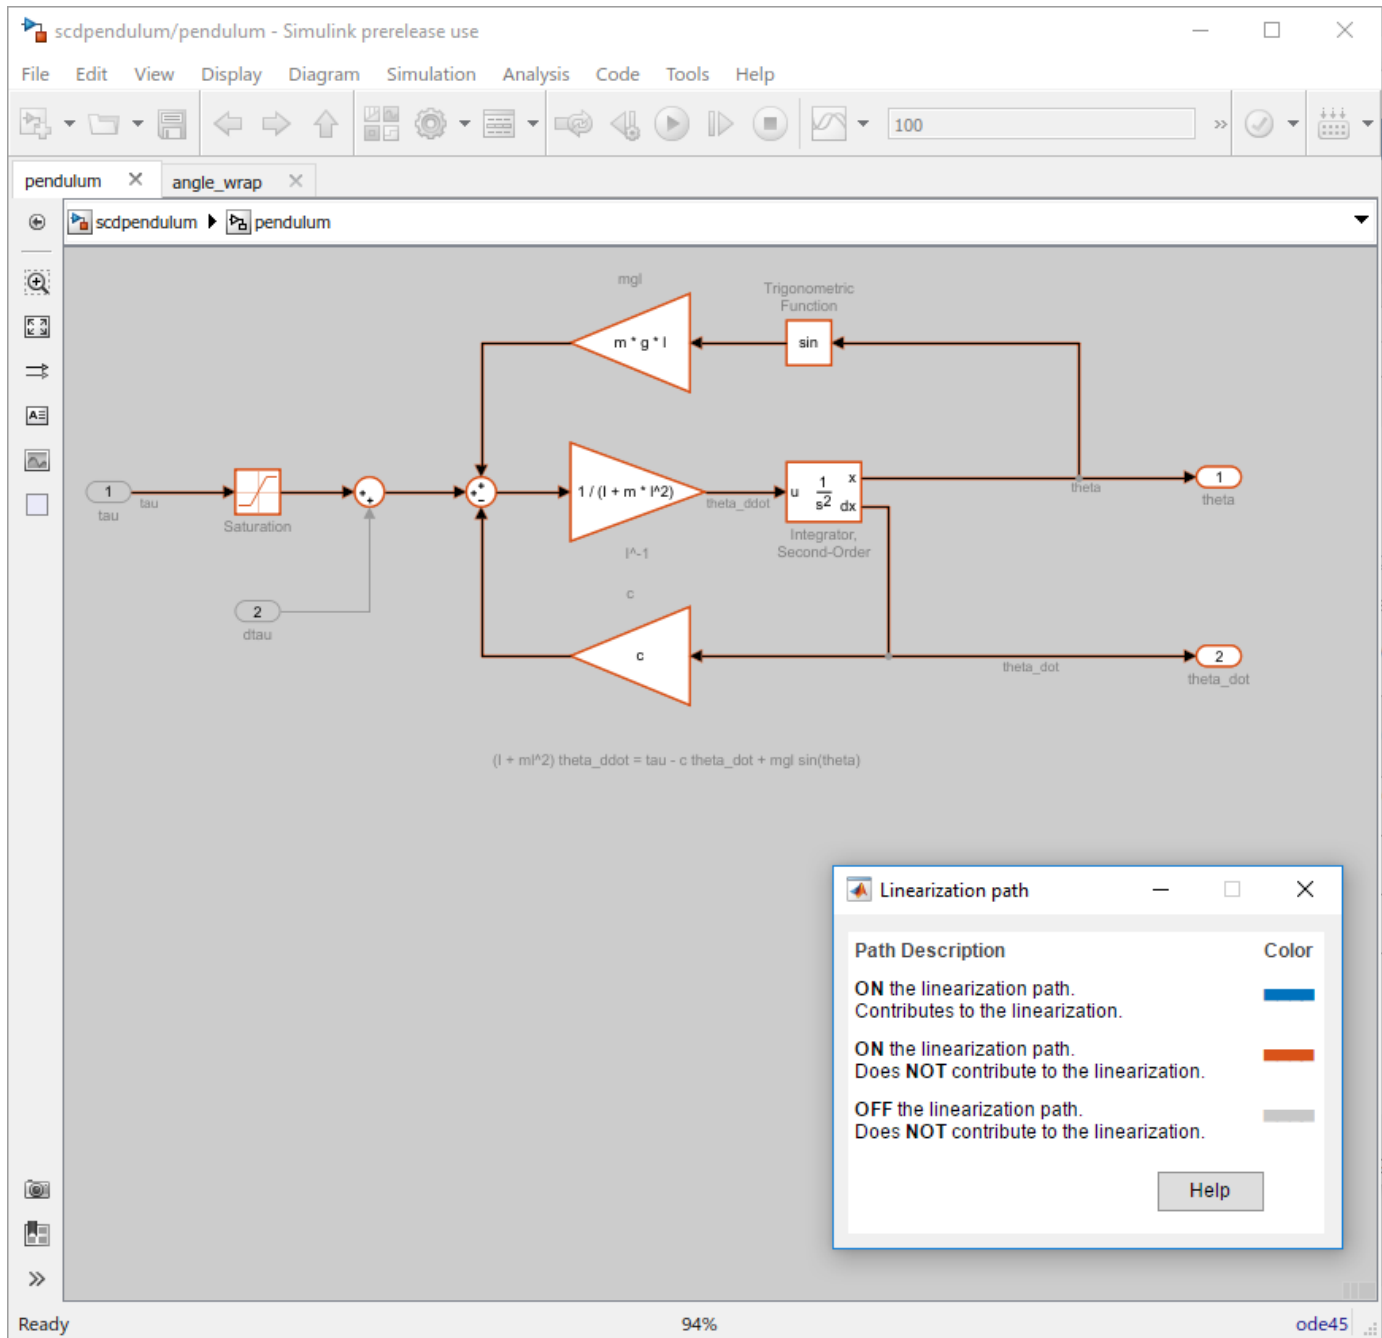 scdpendulum/pendulum - Simulink prerelease use
File Edit View Display Diagram Simulation Analysis Code Tools Help
100
pendulum
angle_wrap
scdpendulum
pendulum
mgl
Trigonometric
Function
m * g * l
sin
1
tau
tau
Saturation
1 / (I + m * l^2)
theta_ddot
u
1
s2
x
dx
theta
1
theta
Integrator,
Second-Order
I^-1
2
dtau
c
c
theta_dot
2
theta_dot
(I + ml^2) theta_ddot = tau - c theta_dot + mgl sin(theta)
Linearization path
Path Description Color
ON the linearization path.
Contributes to the linearization.
ON the linearization path.
Does NOT contribute to the linearization.
OFF the linearization path.
Does NOT contribute to the linearization.
Help
Ready
94%
ode45